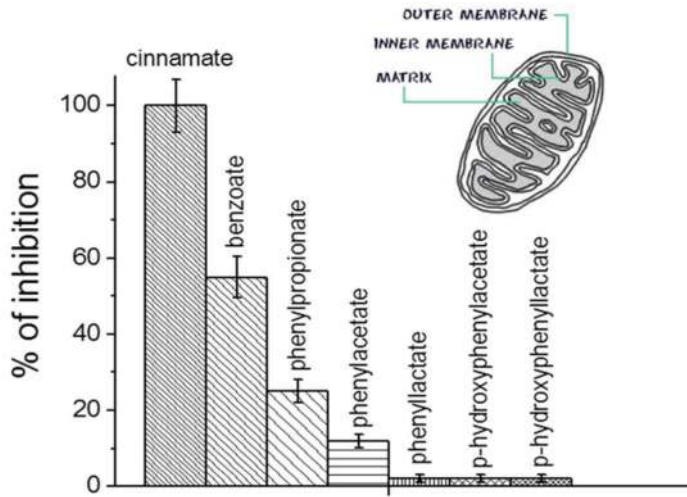 OUTER MEMBRANE
INNER MEMBRANE
MATRIX
cinnamate
benzoate
phenylpropionate
phenylacetate
phenyllactate
p-hydroxyphenylacetate
p-hydroxyphenyllactate
% of inhibition
100
80
60
40
20
0